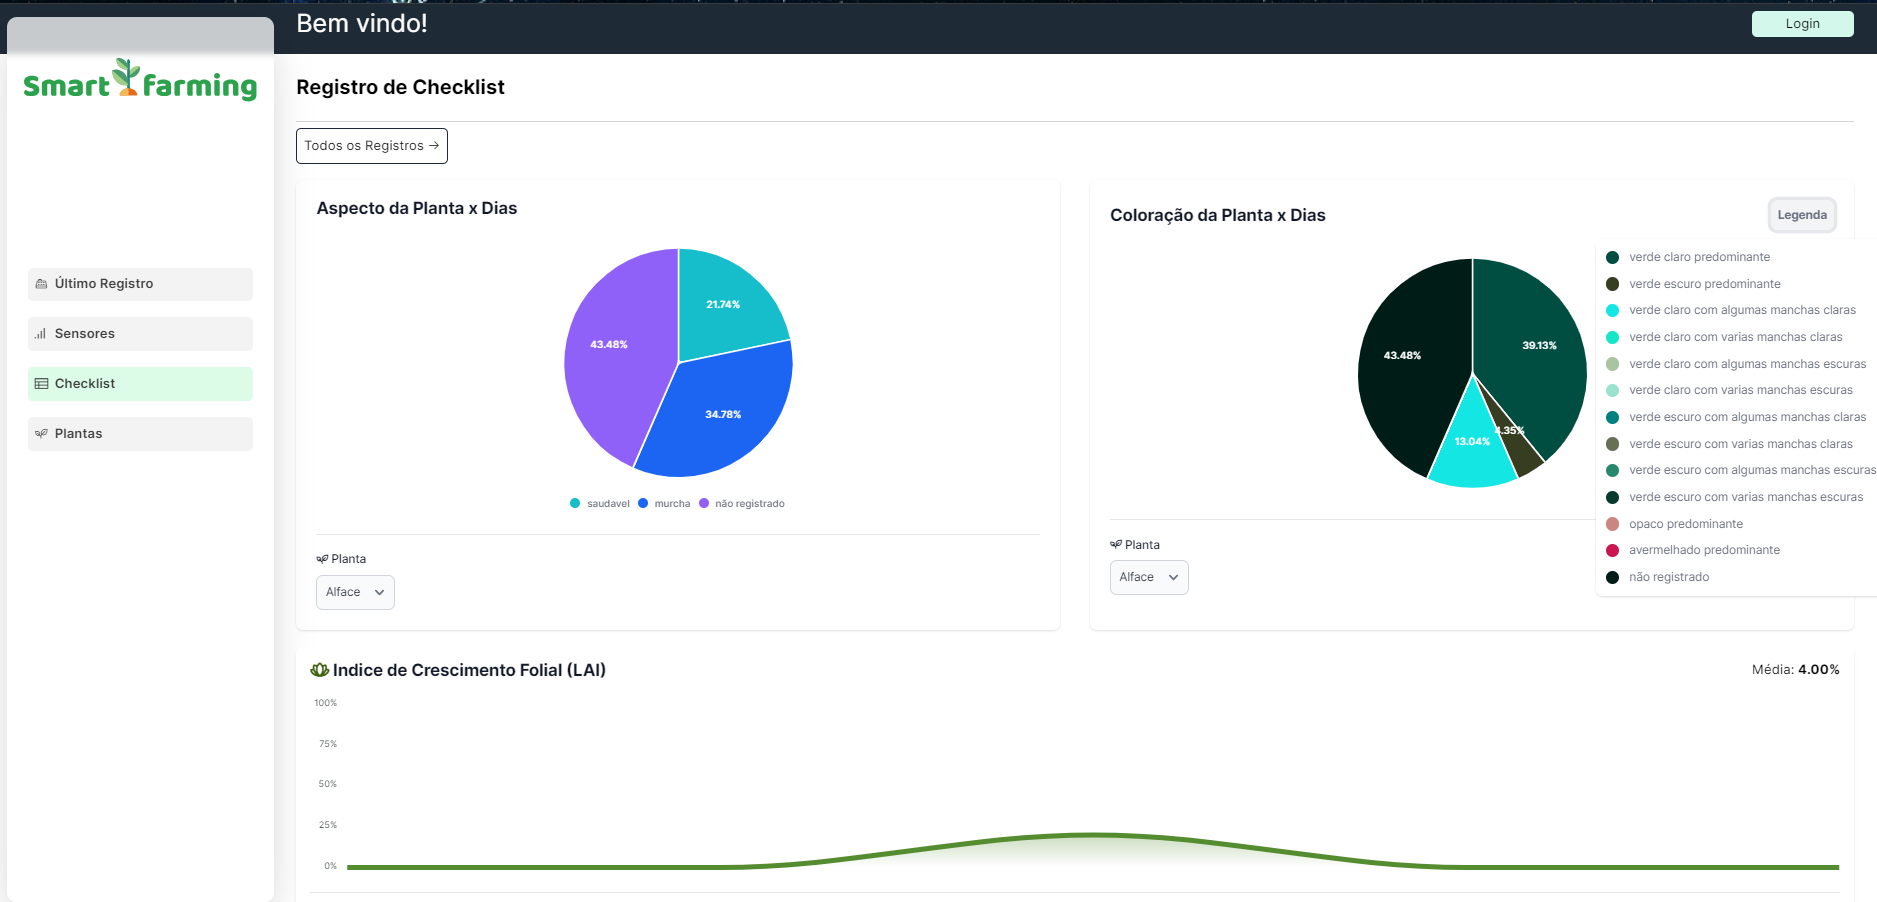 Bem vindo!
Login
Smart farming
Último Registro
Sensores
Checklist
Plantas
Registro de Checklist
Todos os Registros →
Aspecto da Planta x Dias
21.74%
43.48%
34.78%
saudavel murcha não registrado
Planta
Alface
Coloração da Planta x Dias
Legenda
39.13%
43.48%
4.35%
13.04%
verde claro predominante
verde escuro predominante
verde claro com algumas manchas claras
verde claro com varias manchas claras
verde claro com algumas manchas escuras
verde claro com varias manchas escuras
verde escuro com algumas manchas claras
verde escuro com varias manchas claras
verde escuro com algumas manchas escuras
verde escuro com varias manchas escuras
opaco predominante
avermelhado predominante
não registrado
Planta
Alface
Indice de Crescimento Folial (LAI)
Média: 4.00%
100%
75%
50%
25%
0%